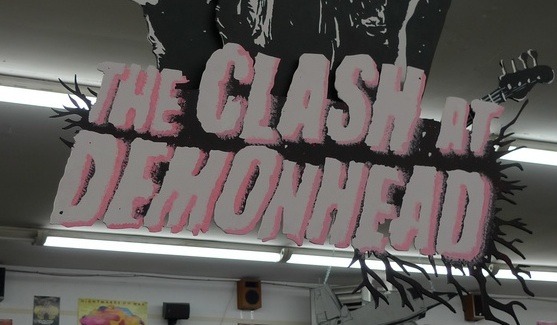 THE CLASH AT
DEMONHEAD